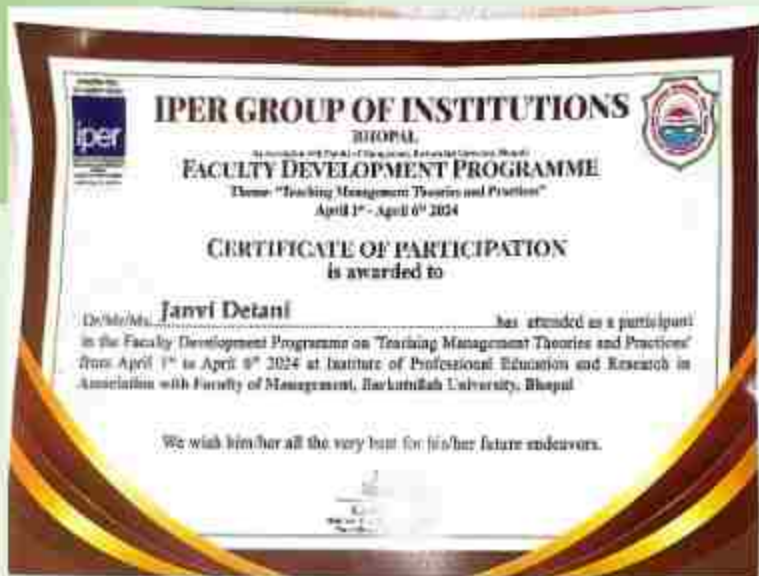 iper
IPER GROUP OF INSTITUTIONS
BHOPAL
FACULTY DEVELOPMENT PROGRAMME
Theme: "Teaching Management Theories and Practices"
April 1st - April 6th 2024
CERTIFICATE OF PARTICIPATION
is awarded to
Dr/Mr/Ms. Janvi Detani has attended as a participant
in the Faculty Development Programme on 'Teaching Management Theories and Practices'
from April 1st to April 6th 2024 at Institute of Professional Education and Research in
Association with Faculty of Management, Barkatullah University, Bhopal
We wish him/her all the very best for his/her future endeavors.